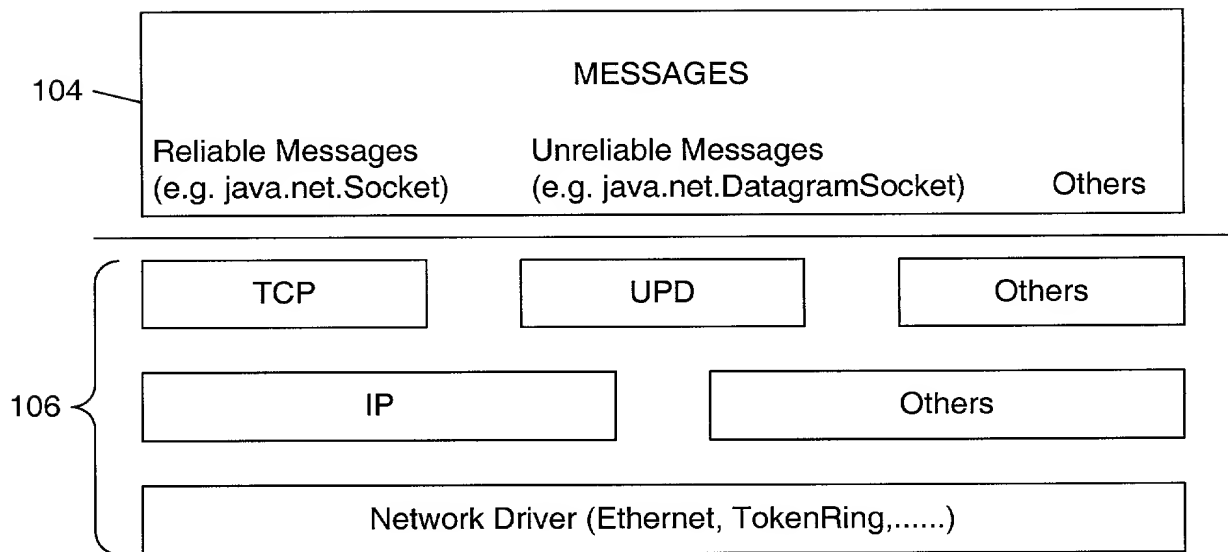 MESSAGES
104
Reliable Messages
(e.g. java.net.Socket)
Unreliable Messages
(e.g. java.net.DatagramSocket)
Others
TCP
UPD
Others
106
IP
Others
Network Driver (Ethernet, TokenRing,......)